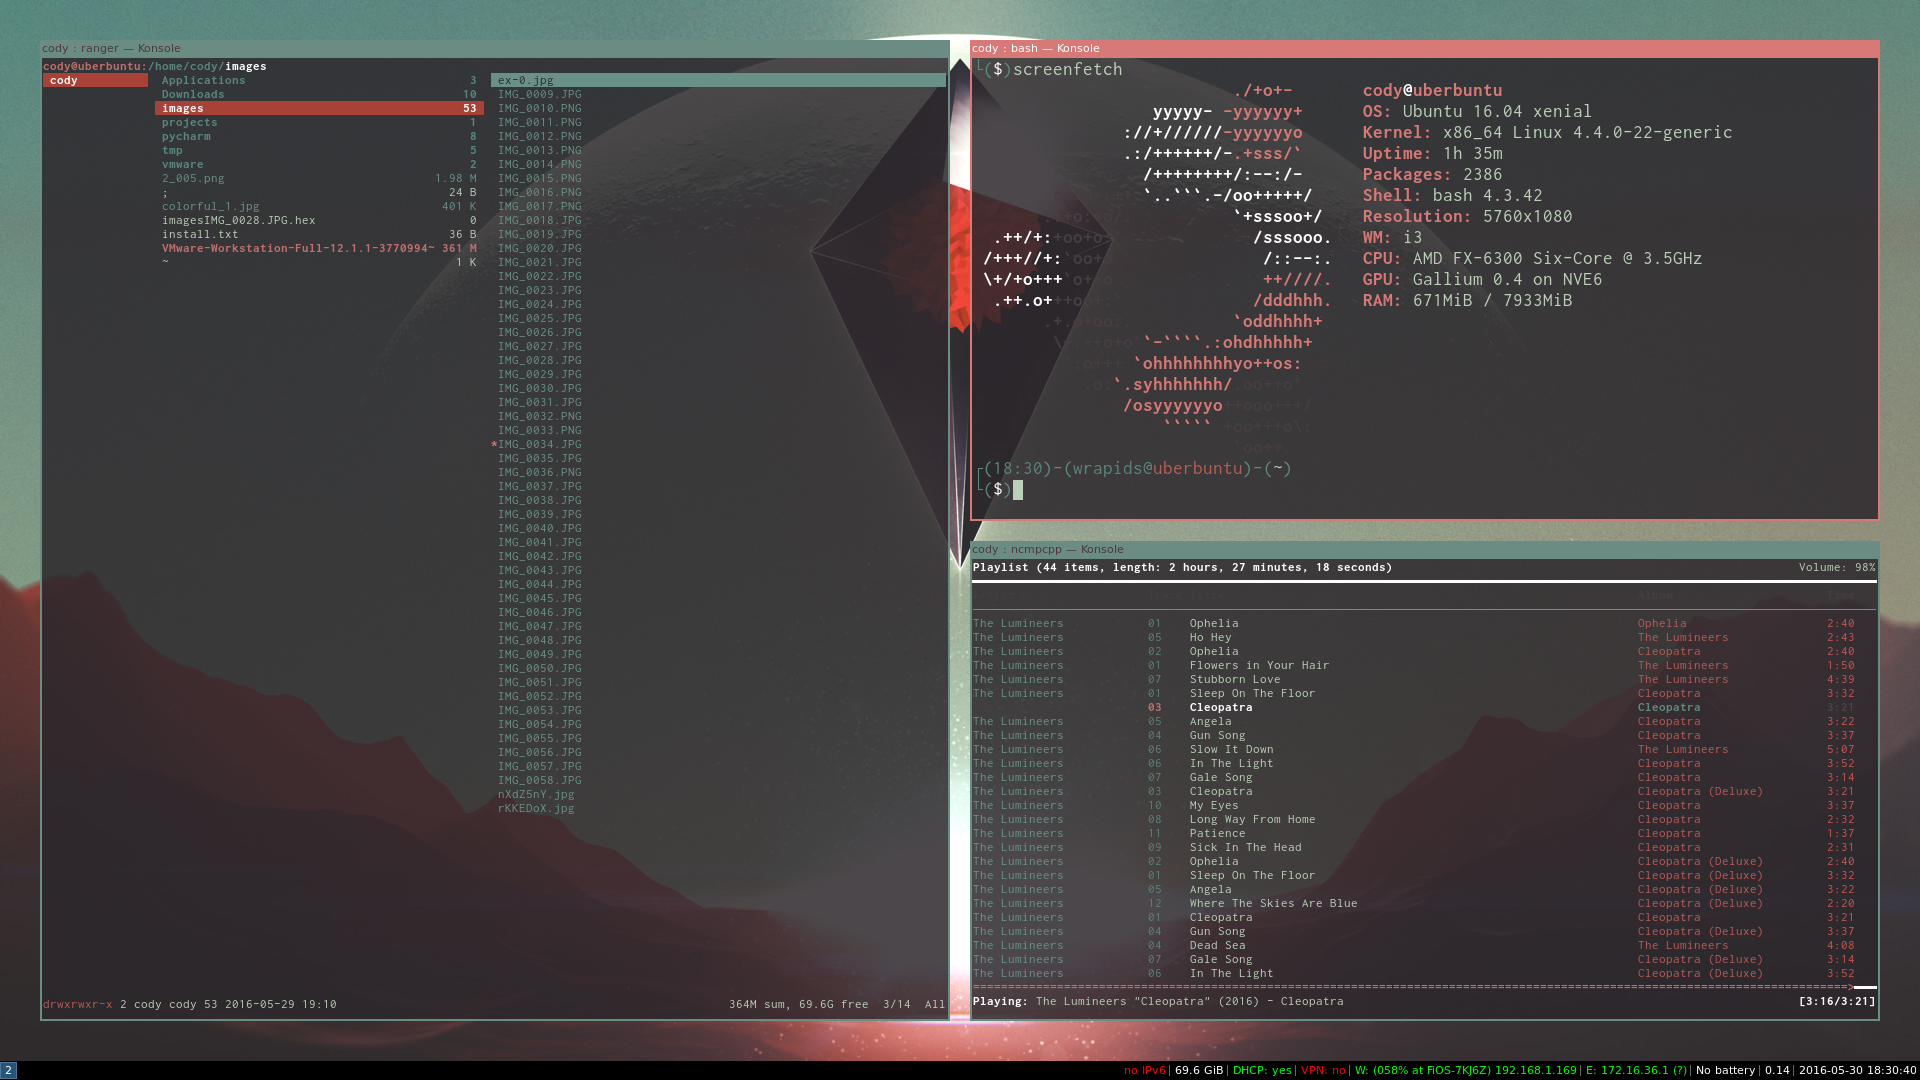 cody : ranger — Konsole
cody@uberbuntu:/home/cody/images
cody
Applications 3
Downloads 10
images 53
projects 1
pycharm 8
tmp 5
vmware 2
2_005.png 1.98 M
; 24 B
colorful_1.jpg 401 K
imagesIMG_0028.JPG.hex 0
install.txt 36 B
VMware-Workstation-Full-12.1.1-3770994~ 361 M
~ 1 K
ex-0.jpg
IMG_0009.JPG
IMG_0010.PNG
IMG_0011.PNG
IMG_0012.PNG
IMG_0013.PNG
IMG_0014.PNG
IMG_0015.PNG
IMG_0016.PNG
IMG_0017.PNG
IMG_0018.JPG
IMG_0019.JPG
IMG_0020.JPG
IMG_0021.JPG
IMG_0022.JPG
IMG_0023.JPG
IMG_0024.JPG
IMG_0025.JPG
IMG_0026.JPG
IMG_0027.JPG
IMG_0028.JPG
IMG_0029.JPG
IMG_0030.JPG
IMG_0031.JPG
IMG_0032.PNG
IMG_0033.PNG
*IMG_0034.JPG
IMG_0035.JPG
IMG_0036.PNG
IMG_0037.JPG
IMG_0038.JPG
IMG_0039.JPG
IMG_0040.JPG
IMG_0041.JPG
IMG_0042.JPG
IMG_0043.JPG
IMG_0044.JPG
IMG_0045.JPG
IMG_0046.JPG
IMG_0047.JPG
IMG_0048.JPG
IMG_0049.JPG
IMG_0050.JPG
IMG_0051.JPG
IMG_0052.JPG
IMG_0053.JPG
IMG_0054.JPG
IMG_0055.JPG
IMG_0056.JPG
IMG_0057.JPG
IMG_0058.JPG
nXdZ5nY.jpg
rKKEDoX.jpg
drwxrwxr-x 2 cody cody 53 2016-05-29 19:10 364M sum, 69.6G free 3/14 All
cody : bash — Konsole
└($)screenfetch
cody@uberbuntu
OS: Ubuntu 16.04 xenial
Kernel: x86_64 Linux 4.4.0-22-generic
Uptime: 1h 35m
Packages: 2386
Shell: bash 4.3.42
Resolution: 5760x1080
WM: i3
CPU: AMD FX-6300 Six-Core @ 3.5GHz
GPU: Gallium 0.4 on NVE6
RAM: 671MiB / 7933MiB
┌(18:30)-(wrapids@uberbuntu)-(~)
└($)
cody : ncmpcpp — Konsole
Playlist (44 items, length: 2 hours, 27 minutes, 18 seconds) Volume: 98%
Track Title Album Time
The Lumineers 01 Ophelia Ophelia 2:40
The Lumineers 05 Ho Hey The Lumineers 2:43
The Lumineers 02 Ophelia Cleopatra 2:40
The Lumineers 01 Flowers in Your Hair The Lumineers 1:50
The Lumineers 07 Stubborn Love The Lumineers 4:39
The Lumineers 01 Sleep On The Floor Cleopatra 3:32
03 Cleopatra Cleopatra 3:21
The Lumineers 05 Angela Cleopatra 3:22
The Lumineers 04 Gun Song Cleopatra 3:37
The Lumineers 06 Slow It Down The Lumineers 5:07
The Lumineers 06 In The Light Cleopatra 3:52
The Lumineers 07 Gale Song Cleopatra 3:14
The Lumineers 03 Cleopatra Cleopatra (Deluxe) 3:21
The Lumineers 10 My Eyes Cleopatra 3:37
The Lumineers 08 Long Way From Home Cleopatra 2:32
The Lumineers 11 Patience Cleopatra 1:37
The Lumineers 09 Sick In The Head Cleopatra 2:31
The Lumineers 02 Ophelia Cleopatra (Deluxe) 2:40
The Lumineers 01 Sleep On The Floor Cleopatra (Deluxe) 3:32
The Lumineers 05 Angela Cleopatra (Deluxe) 3:22
The Lumineers 12 Where The Skies Are Blue Cleopatra (Deluxe) 2:20
The Lumineers 01 Cleopatra Cleopatra 3:21
The Lumineers 04 Gun Song Cleopatra (Deluxe) 3:37
The Lumineers 04 Dead Sea The Lumineers 4:08
The Lumineers 07 Gale Song Cleopatra (Deluxe) 3:14
The Lumineers 06 In The Light Cleopatra (Deluxe) 3:52
Playing: The Lumineers "Cleopatra" (2016) - Cleopatra [3:16/3:21]
2 no IPv6| 69.6 GiB| DHCP: yes| VPN: no| W: (058% at FiOS-7KJ6Z) 192.168.1.169| E: 172.16.36.1 (?)| No battery| 0.14| 2016-05-30 18:30:40